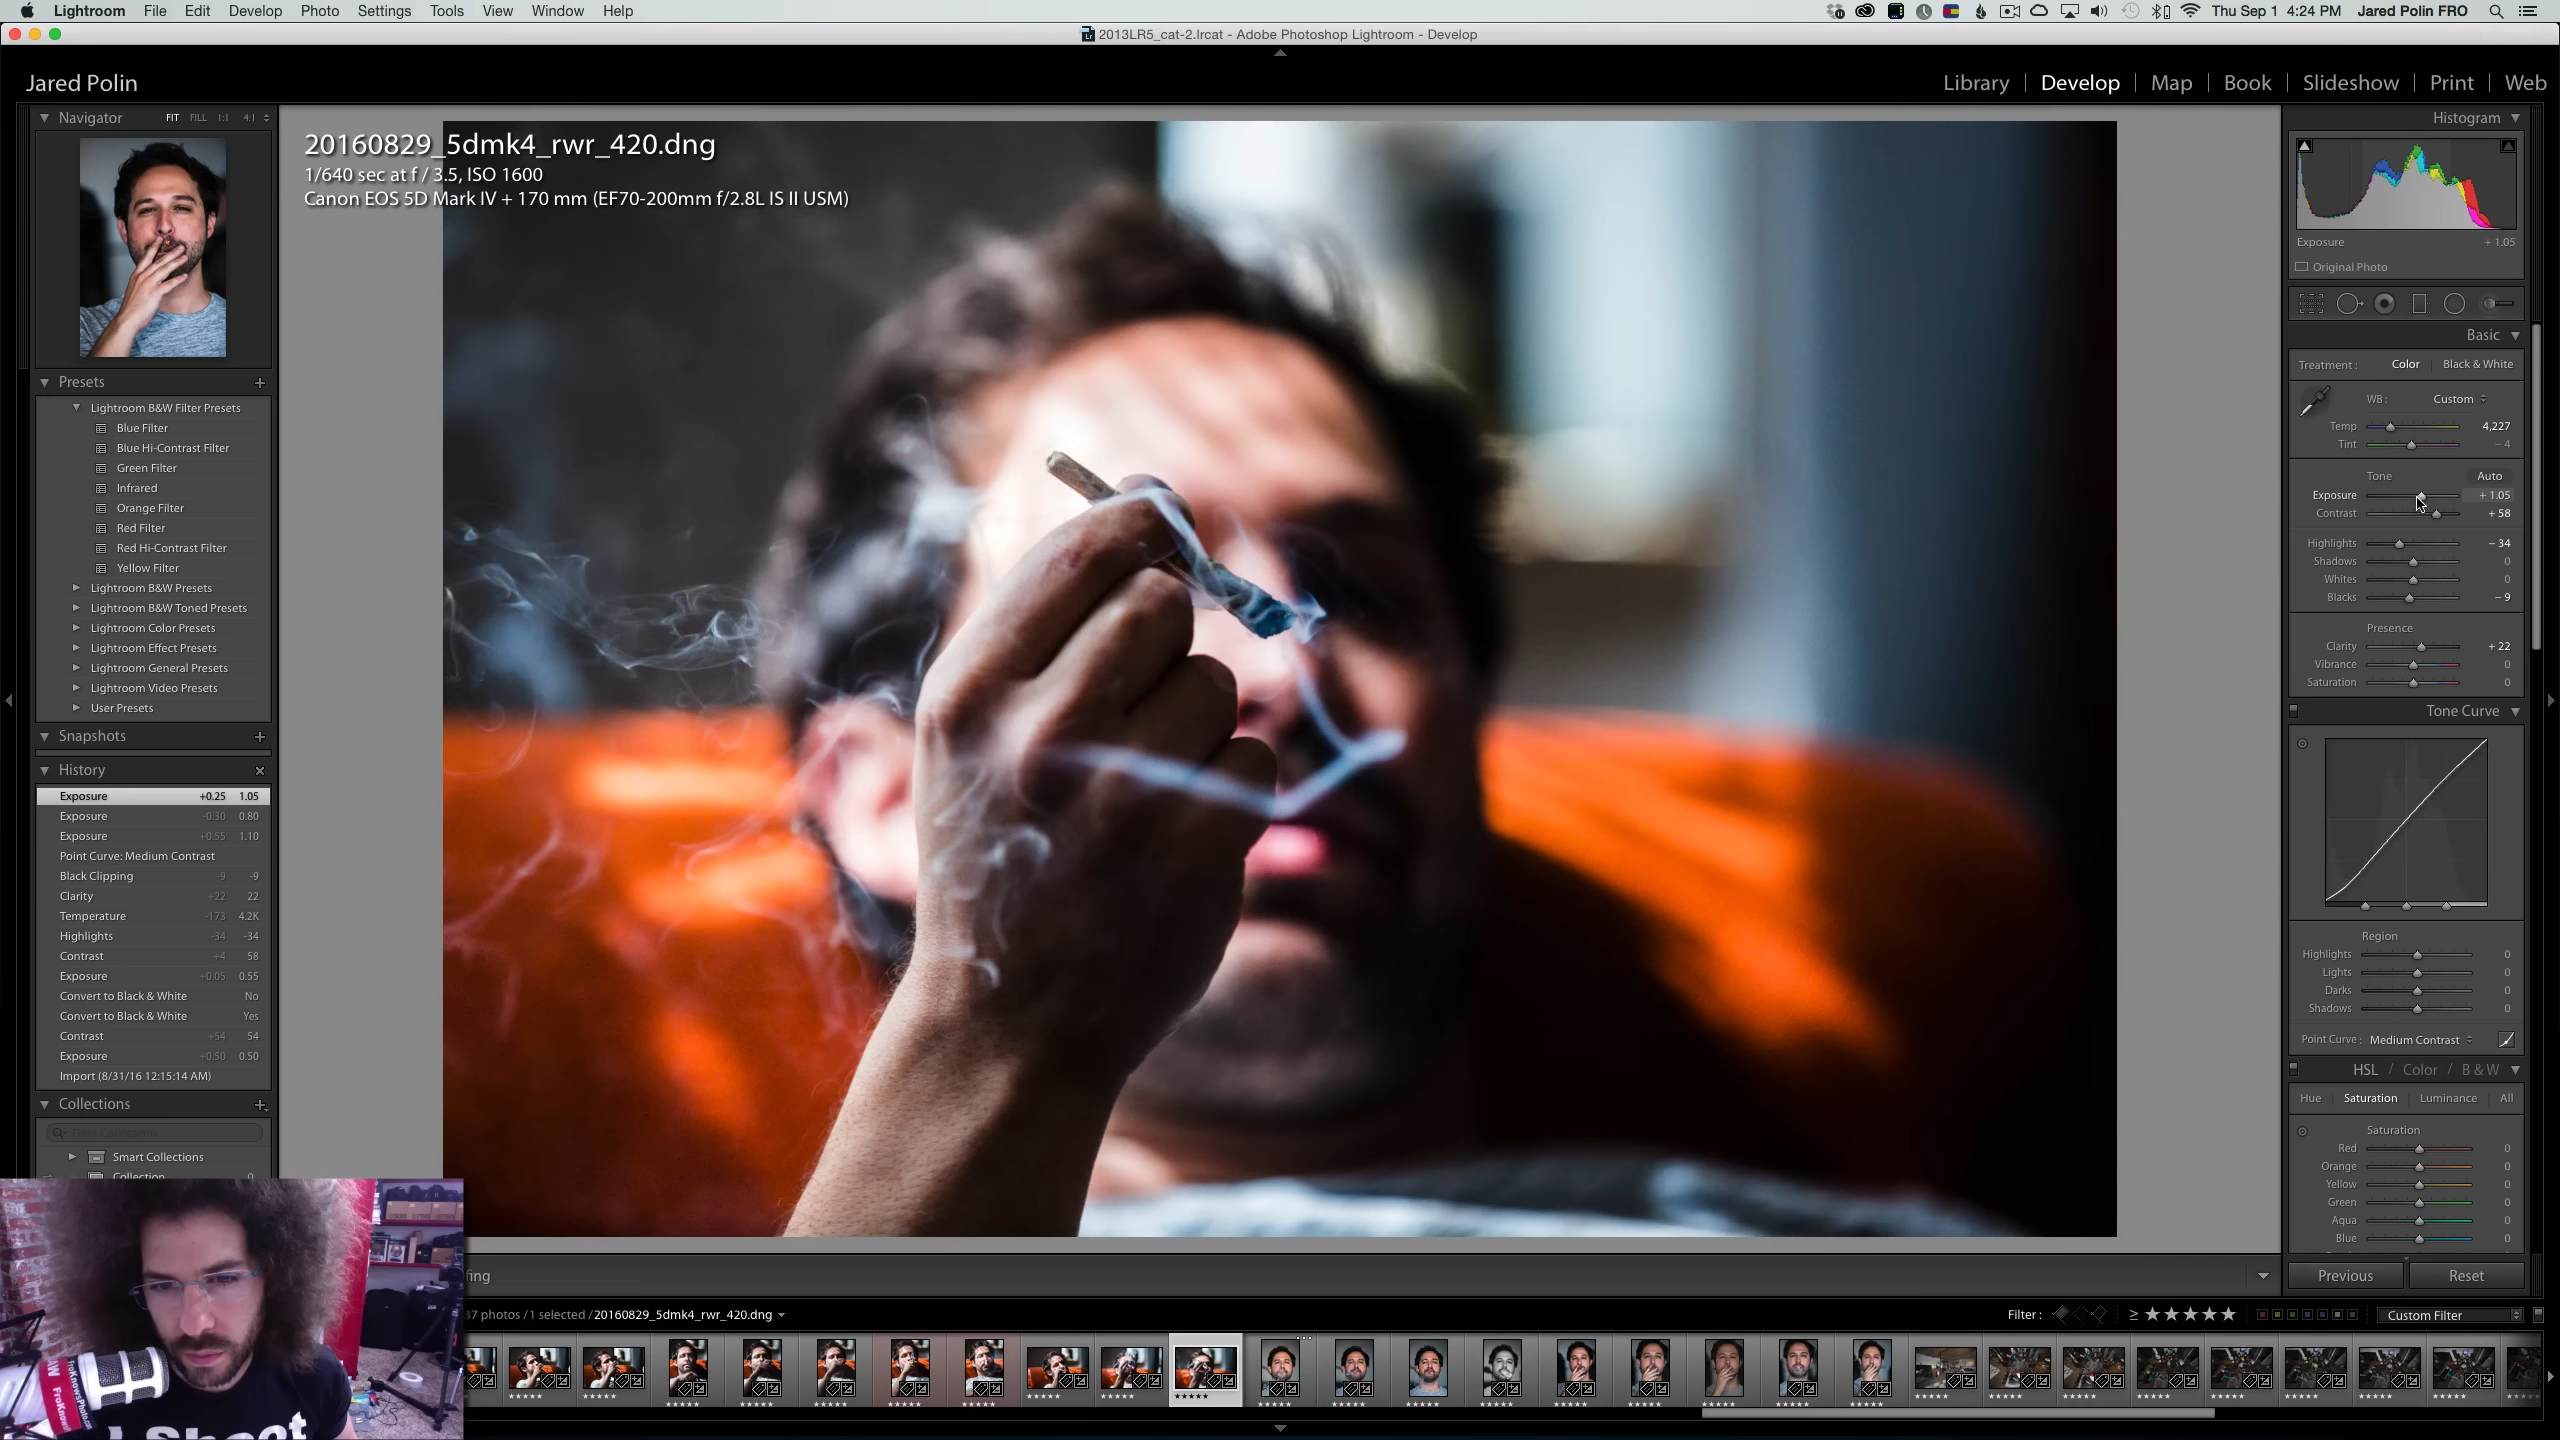 Lightroom File Edit Develop Photo Settings Tools View Window Help
Thu Sep 1 4:24 PM Jared Polin FRO
2013LR5_cat-2.lrcat - Adobe Photoshop Lightroom - Develop
Jared Polin
Library | Develop | Map | Book | Slideshow | Print | Web
Navigator FIT FILL 1:1 4:1
Presets
Lightroom B&W Filter Presets
Blue Filter
Blue Hi-Contrast Filter
Green Filter
Infrared
Orange Filter
Red Filter
Red Hi-Contrast Filter
Yellow Filter
Lightroom B&W Presets
Lightroom B&W Toned Presets
Lightroom Color Presets
Lightroom Effect Presets
Lightroom General Presets
Lightroom Video Presets
User Presets
Snapshots
History
Exposure +0.25 1.05
Exposure -0.30 0.80
Exposure +0.55 1.10
Point Curve: Medium Contrast
Black Clipping -9 -9
Clarity +22 22
Temperature -173 4.2K
Highlights -34 -34
Contrast +4 58
Exposure +0.05 0.55
Convert to Black & White No
Convert to Black & White Yes
Contrast +54 54
Exposure +0.50 0.50
Import (8/31/16 12:15:14 AM)
Collections
Filter Collections
Smart Collections
Collection 0
20160829_5dmk4_rwr_420.dng
1/640 sec at f / 3.5, ISO 1600
Canon EOS 5D Mark IV + 170 mm (EF70-200mm f/2.8L IS II USM)
Histogram
Exposure + 1.05
Original Photo
Basic
Treatment : Color | Black & White
WB : Custom
Temp 4,227
Tint - 4
Tone Auto
Exposure + 1.05
Contrast + 58
Highlights - 34
Shadows 0
Whites 0
Blacks - 9
Presence
Clarity + 22
Vibrance 0
Saturation 0
Tone Curve
Region
Highlights 0
Lights 0
Darks 0
Shadows 0
Point Curve : Medium Contrast
HSL / Color / B & W
Hue Saturation Luminance All
Saturation
Red 0
Orange 0
Yellow 0
Green 0
Aqua 0
Blue 0
Previous Reset
fing
37 photos / 1 selected / 20160829_5dmk4_rwr_420.dng
Filter : ≥ ★★★★★ Custom Filter